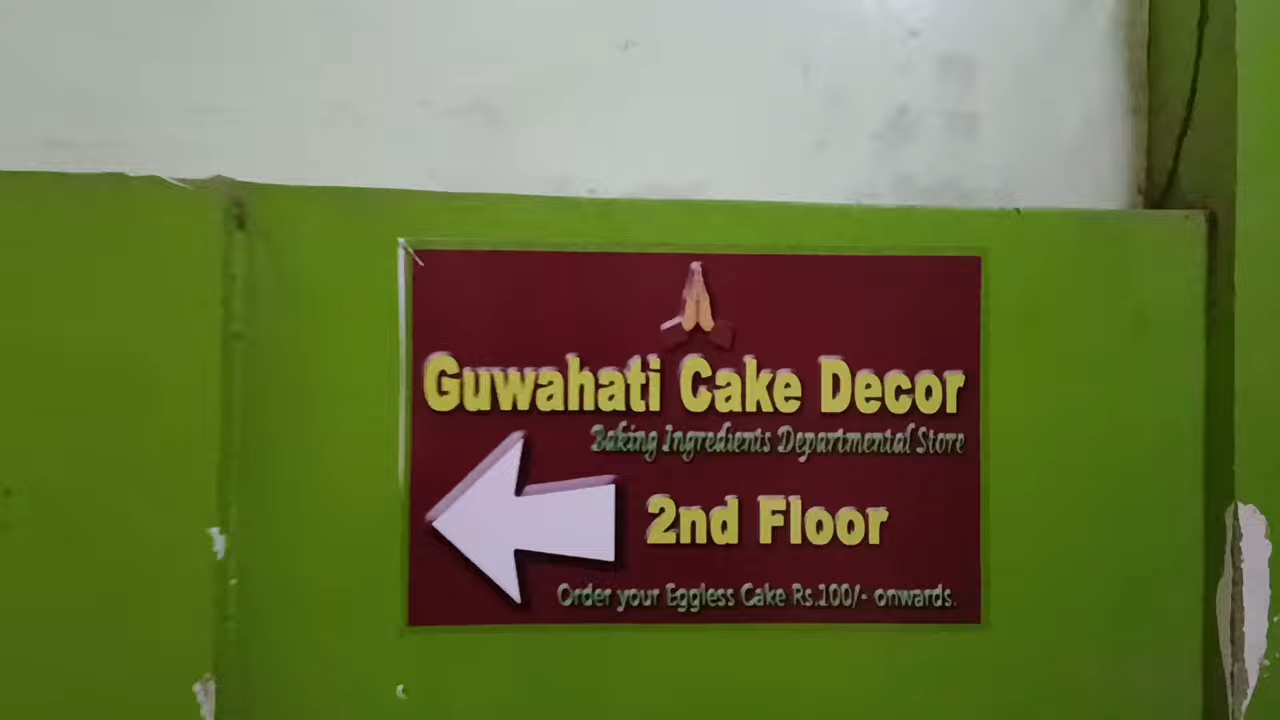 Guwahati Cake Decor
Baking Ingredients Departmental Store
2nd Floor
Order your Eggless Cake Rs.100/- onwards.